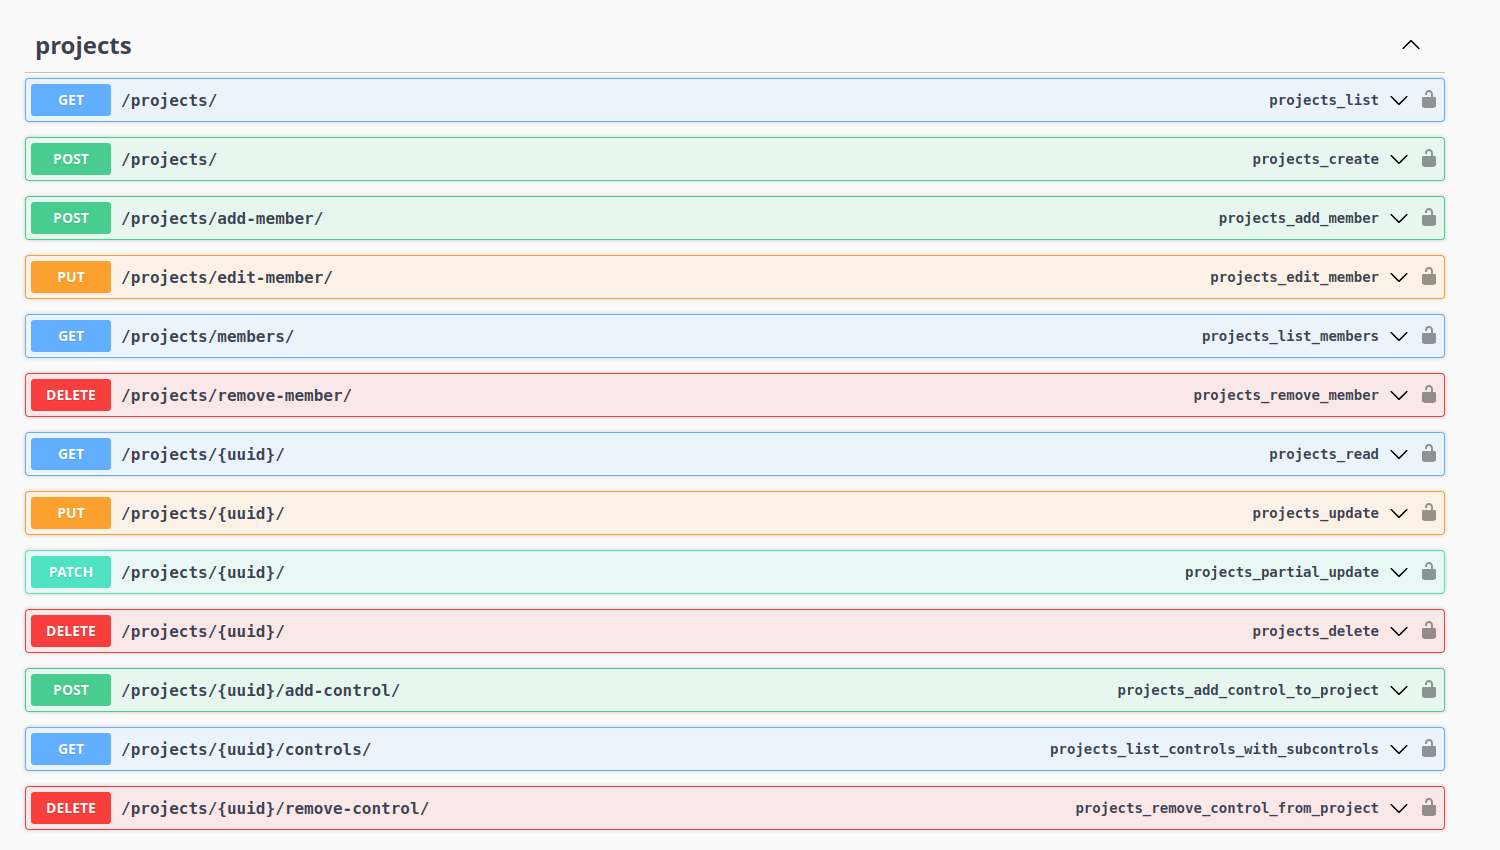 projects
GET /projects/ projects_list
POST /projects/ projects_create
POST /projects/add-member/ projects_add_member
PUT /projects/edit-member/ projects_edit_member
GET /projects/members/ projects_list_members
DELETE /projects/remove-member/ projects_remove_member
GET /projects/{uuid}/ projects_read
PUT /projects/{uuid}/ projects_update
PATCH /projects/{uuid}/ projects_partial_update
DELETE /projects/{uuid}/ projects_delete
POST /projects/{uuid}/add-control/ projects_add_control_to_project
GET /projects/{uuid}/controls/ projects_list_controls_with_subcontrols
DELETE /projects/{uuid}/remove-control/ projects_remove_control_from_project